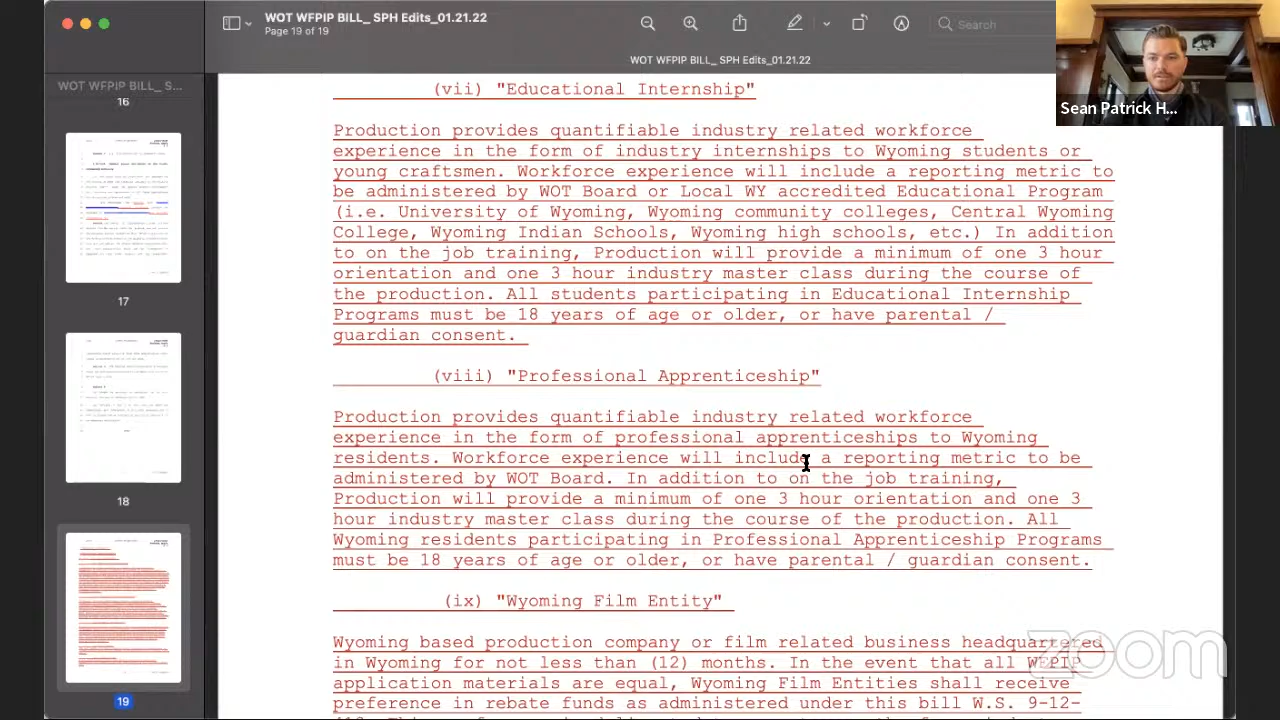 WOT WFPIP BILL_ SPH Edits_01.21.22
Page 19 of 19
Search
WOT WFPIP BILL_ SPH Edits_01.21.22
WOT WFPIP BILL_ S...
16
17
18
19
Sean Patrick H...
(vii) "Educational Internship"
Production provides quantifiable industry related workforce
experience in the form of industry internships to Wyoming students or
young craftsmen. Workforce experience will include a reporting metric to
be administered by WOT Board or Local WY Accredited Educational Program
(i.e. University of Wyoming, Wyoming community colleges, Central Wyoming
College, Wyoming trade schools, Wyoming high schools, etc.) In addition
to on the job training, Production will provide a minimum of one 3 hour
orientation and one 3 hour industry master class during the course of
the production. All students participating in Educational Internship
Programs must be 18 years of age or older, or have parental /
guardian consent.
(viii) "Professional Apprenticeship"
Production provides quantifiable industry related workforce
experience in the form of professional apprenticeships to Wyoming
residents. Workforce experience will include a reporting metric to be
administered by WOT Board. In addition to on the job training,
Production will provide a minimum of one 3 hour orientation and one 3
hour industry master class during the course of the production. All
Wyoming residents participating in Professional Apprenticeship Programs
must be 18 years of age or older, or have parental / guardian consent.
(ix) "Wyoming Film Entity"
Wyoming based production company or film related business headquartered
in Wyoming for not less than (12) months. In the event that all WFPIP
application materials are equal, Wyoming Film Entities shall receive
preference in rebate funds as administered under this bill W.S. 9-12-
zoom